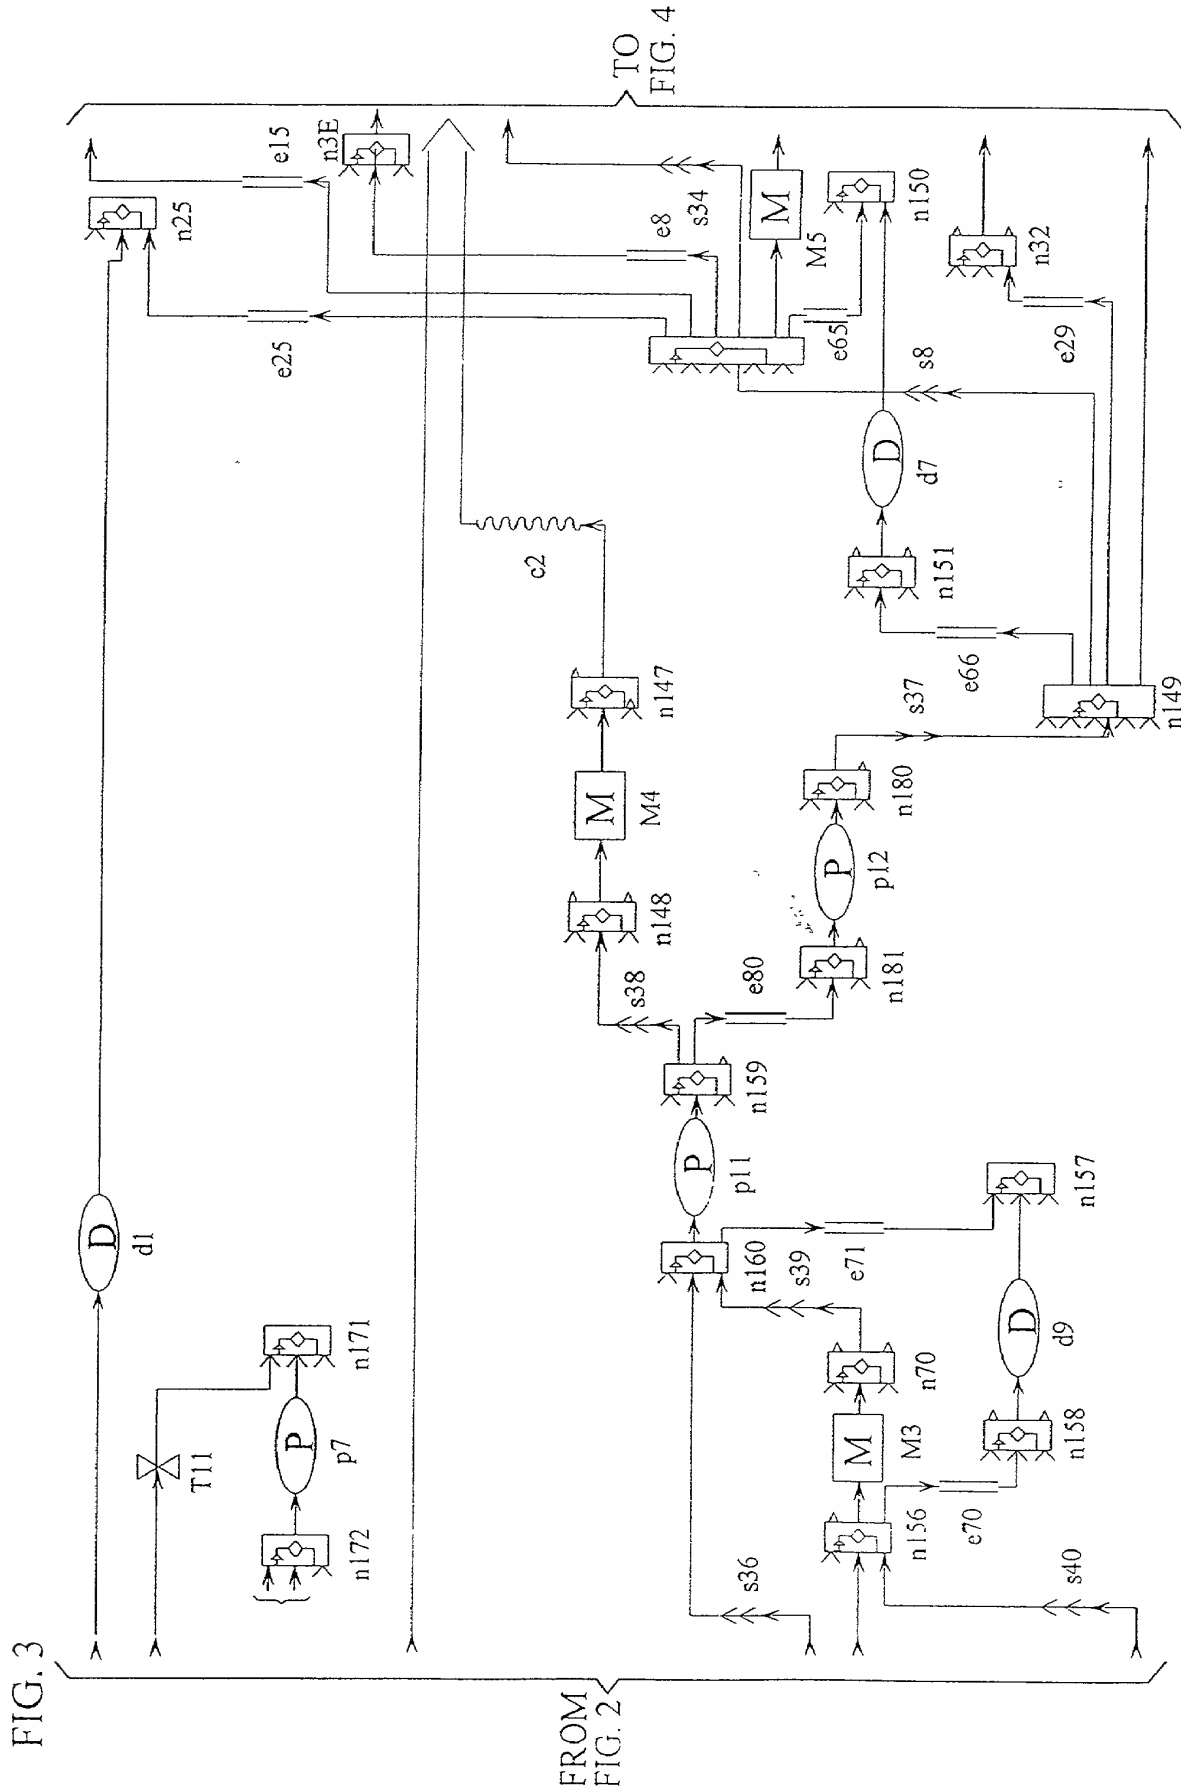 FIG. 3
FROM
FIG. 2
TO
FIG. 4
D
d1
T11
P
p7
n171
n172
n25
e25
e15
n3E
e8
s34
M
M5
e65
n150
n32
e29
s8
D
d7
n151
e66
n149
c2
n147
M
M4
n148
s38
s37
n180
P
p12
n181
e80
n159
P
p11
n160
s39
e71
n157
D
d9
n158
n70
M
M3
n156
e70
s36
s40